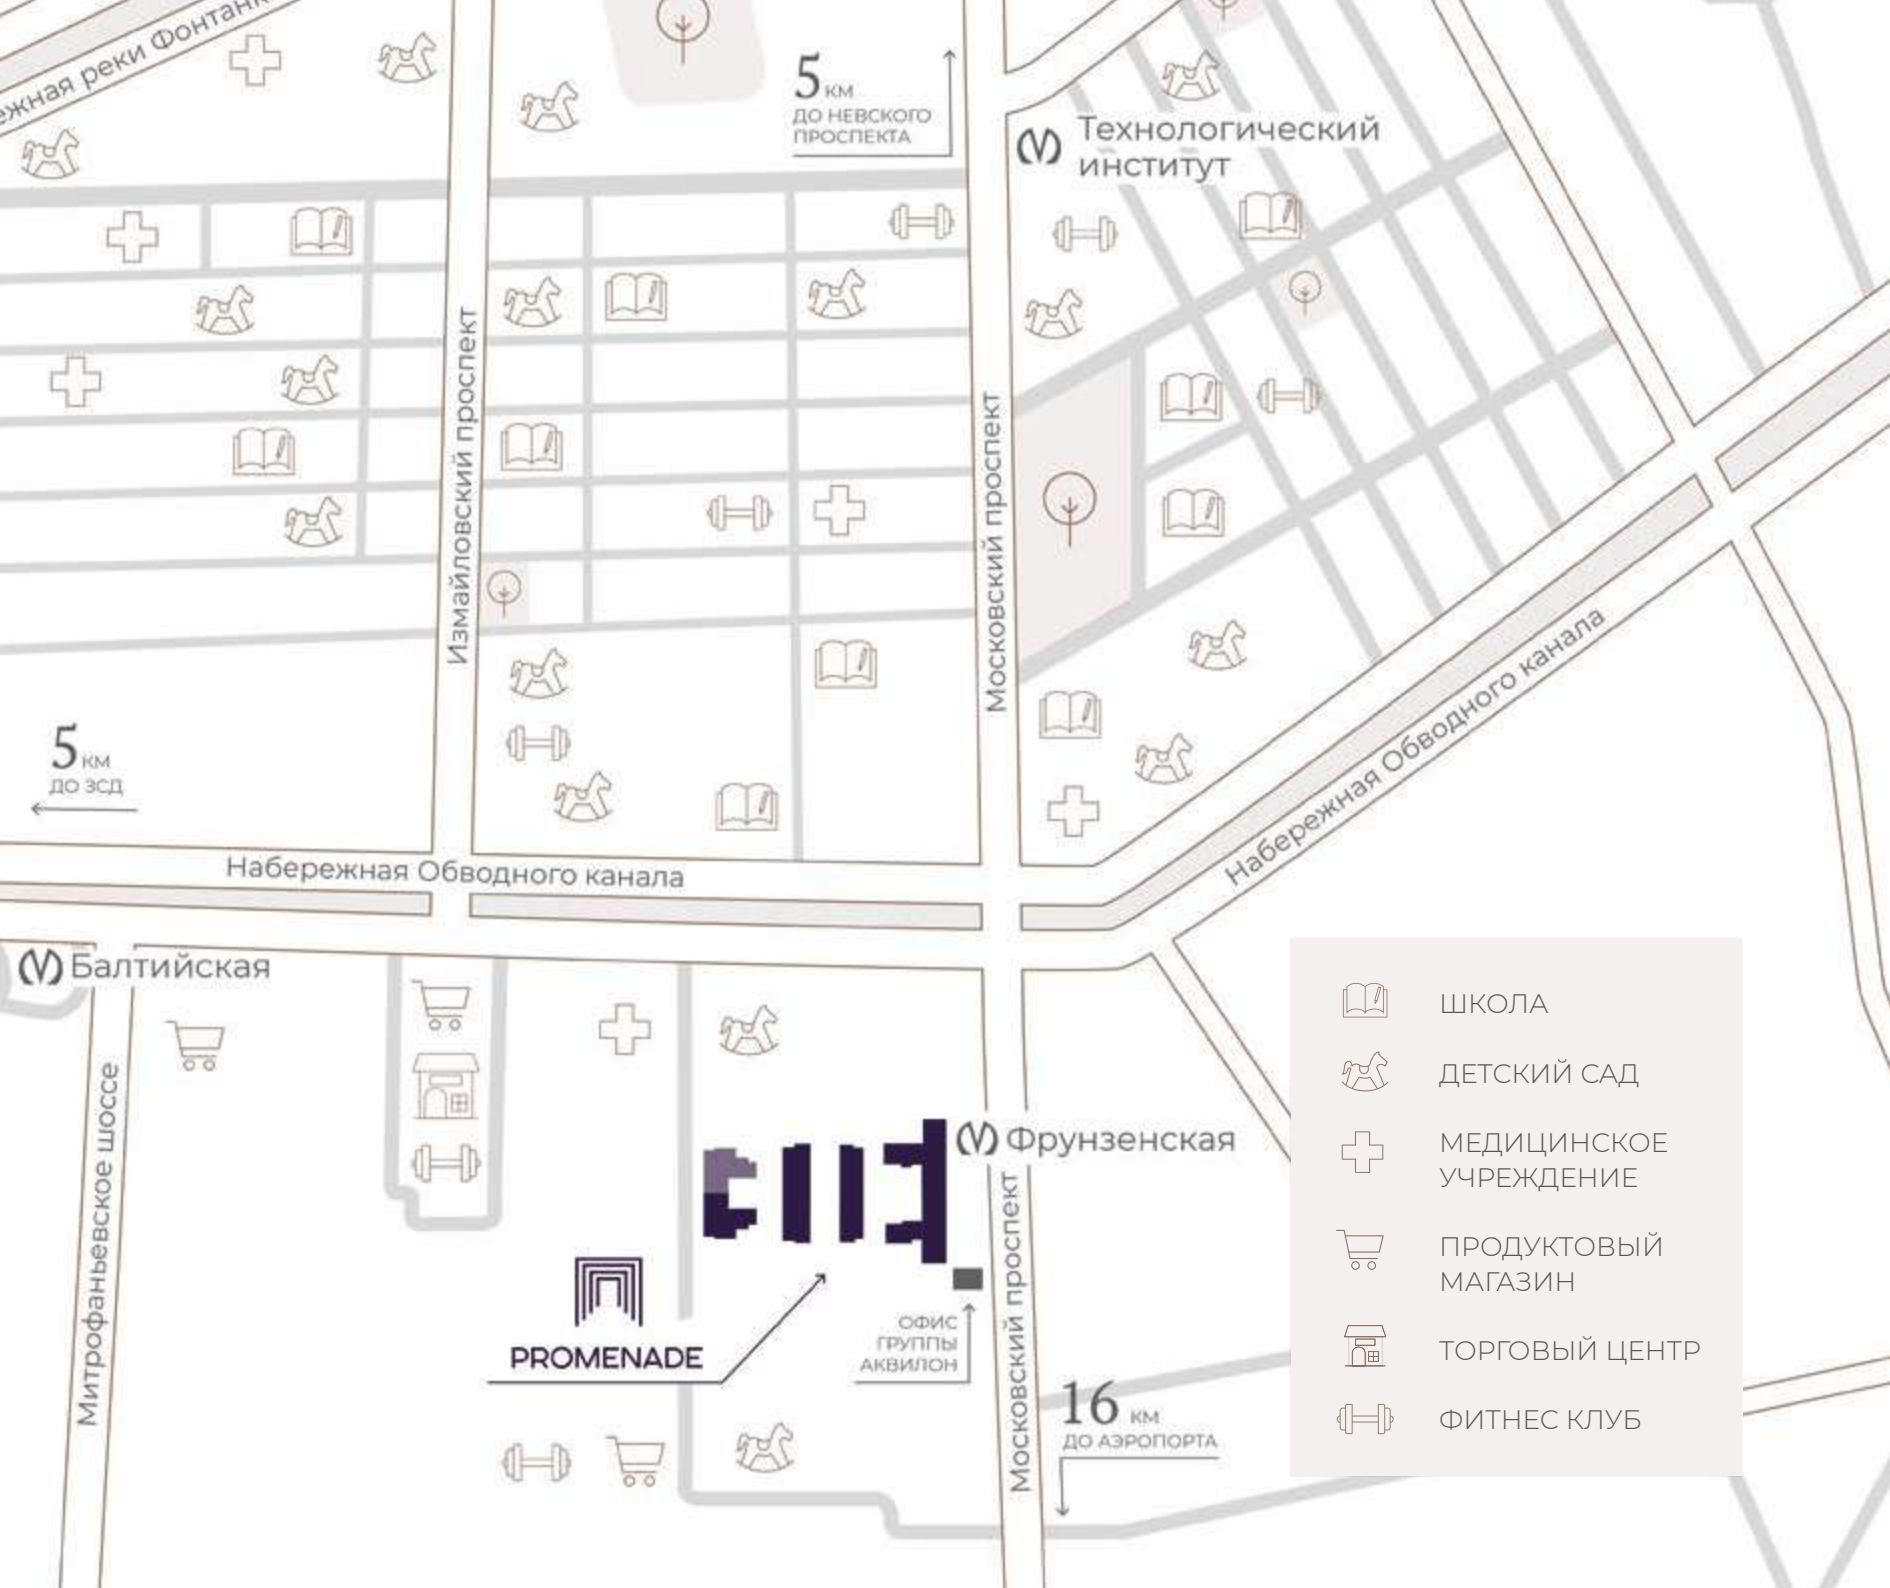 жная реки Фонтанк
5 км
ДО НЕВСКОГО
ПРОСПЕКТА
Технологический
институт
Измайловский проспект
Московский проспект
5 км
ДО ЗСД
Набережная Обводного канала
Набережная Обводного канала
Балтийская
Митрофаньевское шоссе
Фрунзенская
Московский проспект
PROMENADE
ОФИС
ГРУППЫ
АКВИЛОН
16 км
ДО АЭРОПОРТА
ШКОЛА
ДЕТСКИЙ САД
МЕДИЦИНСКОЕ
УЧРЕЖДЕНИЕ
ПРОДУКТОВЫЙ
МАГАЗИН
ТОРГОВЫЙ ЦЕНТР
ФИТНЕС КЛУБ